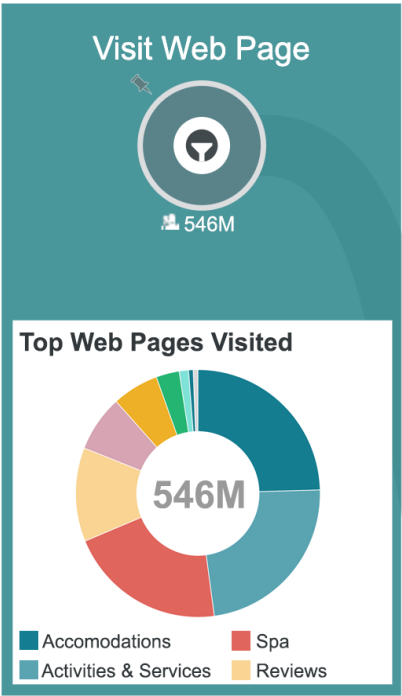 Visit Web Page
546M
Top Web Pages Visited
546M
Accomodations
Spa
Activities & Services
Reviews